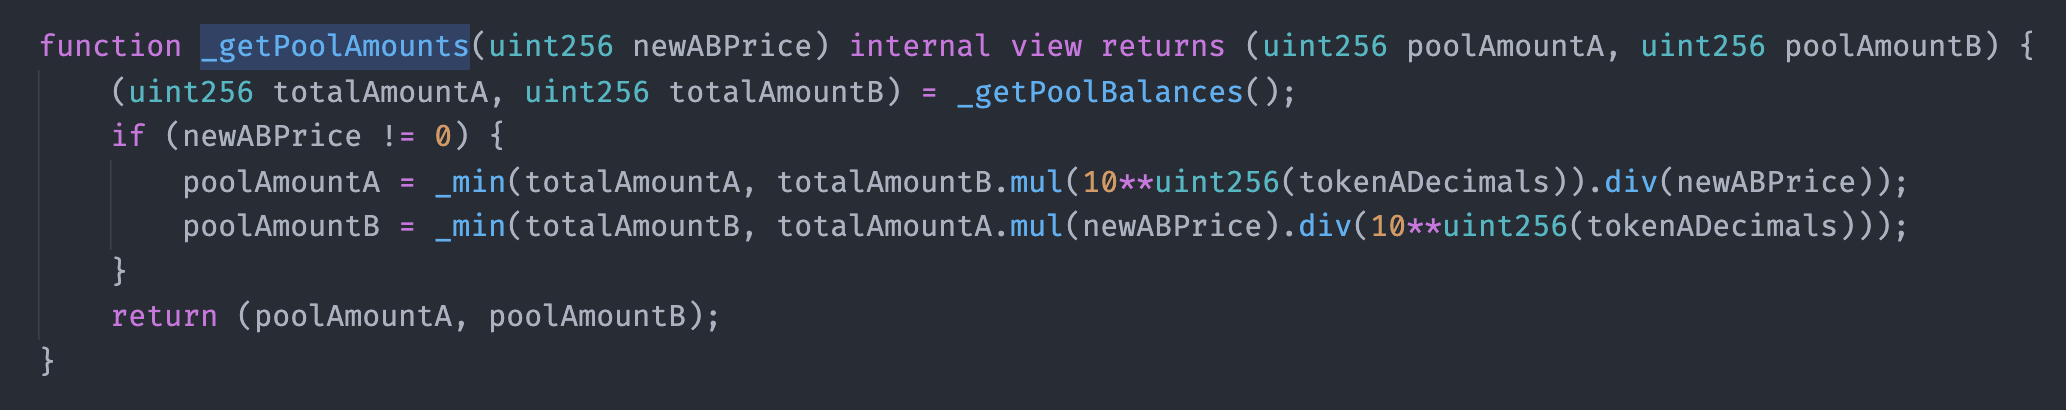 function _getPoolAmounts(uint256 newABPrice) internal view returns (uint256 poolAmountA, uint256 poolAmountB) {
(uint256 totalAmountA, uint256 totalAmountB) = _getPoolBalances();
if (newABPrice != 0) {
poolAmountA = _min(totalAmountA, totalAmountB.mul(10**uint256(tokenADecimals)).div(newABPrice));
poolAmountB = _min(totalAmountB, totalAmountA.mul(newABPrice).div(10**uint256(tokenADecimals)));
}
return (poolAmountA, poolAmountB);
}